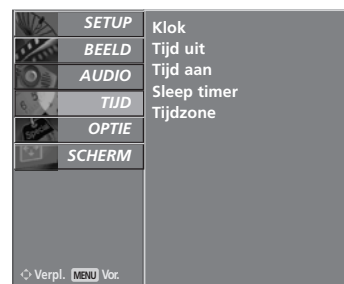 SETUP
BEELD
AUDIO
TIJD
OPTIE
SCHERM
Klok
Tijd uit
Tijd aan
Sleep timer
Tijdzone
Verpl. MENU Vor.